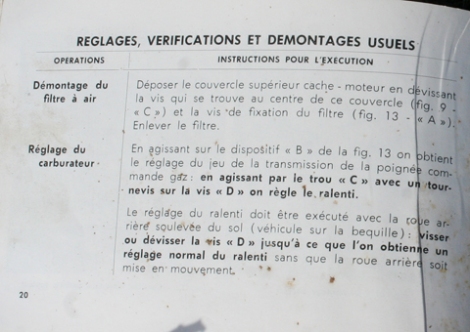 REGLAGES, VERIFICATIONS ET DEMONTAGES USUELS
OPERATIONS
INSTRUCTIONS POUR L'EXECUTION
Démontage du
filtre à air
Déposer le couvercle supérieur cache - moteur en dévissant
la vis qui se trouve au centre de ce couvercle (fig. 9 -
« C ») et la vis de fixation du filtre (fig. 13 - « A »).
Enlever le filtre.
Réglage du
carburateur
En agissant sur le dispositif « B » de la fig. 13 on obtient
le réglage du jeu de la transmission de la poignée com-
mande gaz: en agissant par le trou « C » avec un tour-
nevis sur la vis « D » on règle le ralenti.
Le réglage du ralenti doit être exécuté avec la roue ar-
rière soulevée du sol (véhicule sur la bequille): visser
ou dévisser la vis « D » jusqu'à ce que l'on obtienne un
réglage normal du ralenti sans que la roue arrière soit
mise en mouvement.
20